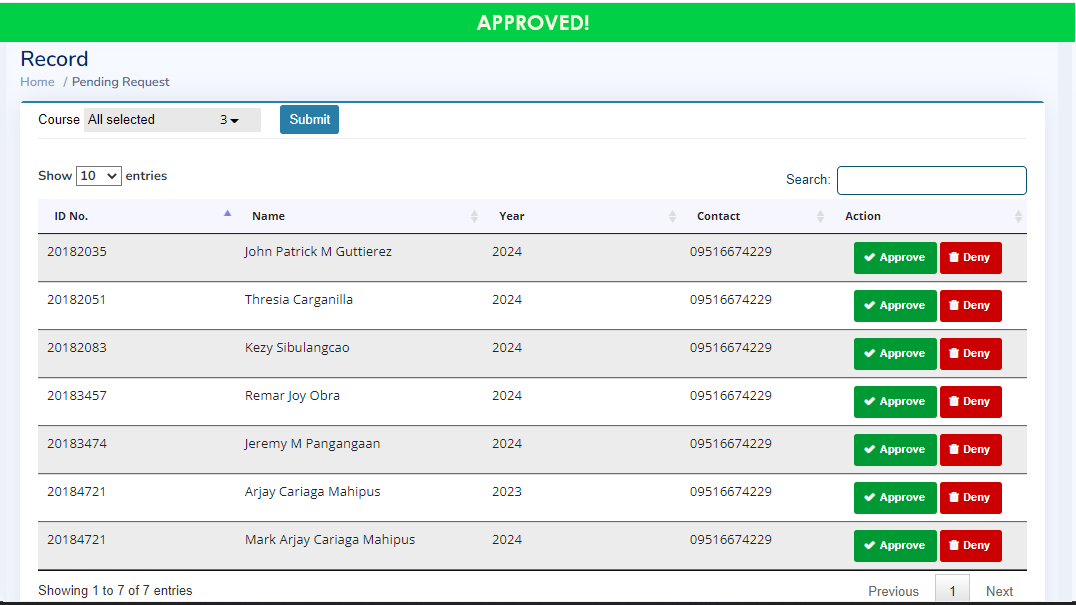 APPROVED!
Record
Home / Pending Request
Course All selected 3 Submit
Show 10 entries
Search:
ID No. Name Year Contact Action
20182035 John Patrick M Guttierez 2024 09516674229 Approve Deny
20182051 Thresia Carganilla 2024 09516674229 Approve Deny
20182083 Kezy Sibulangcao 2024 09516674229 Approve Deny
20183457 Remar Joy Obra 2024 09516674229 Approve Deny
20183474 Jeremy M Pangangaan 2024 09516674229 Approve Deny
20184721 Arjay Cariaga Mahipus 2023 09516674229 Approve Deny
20184721 Mark Arjay Cariaga Mahipus 2024 09516674229 Approve Deny
Showing 1 to 7 of 7 entries
Previous 1 Next